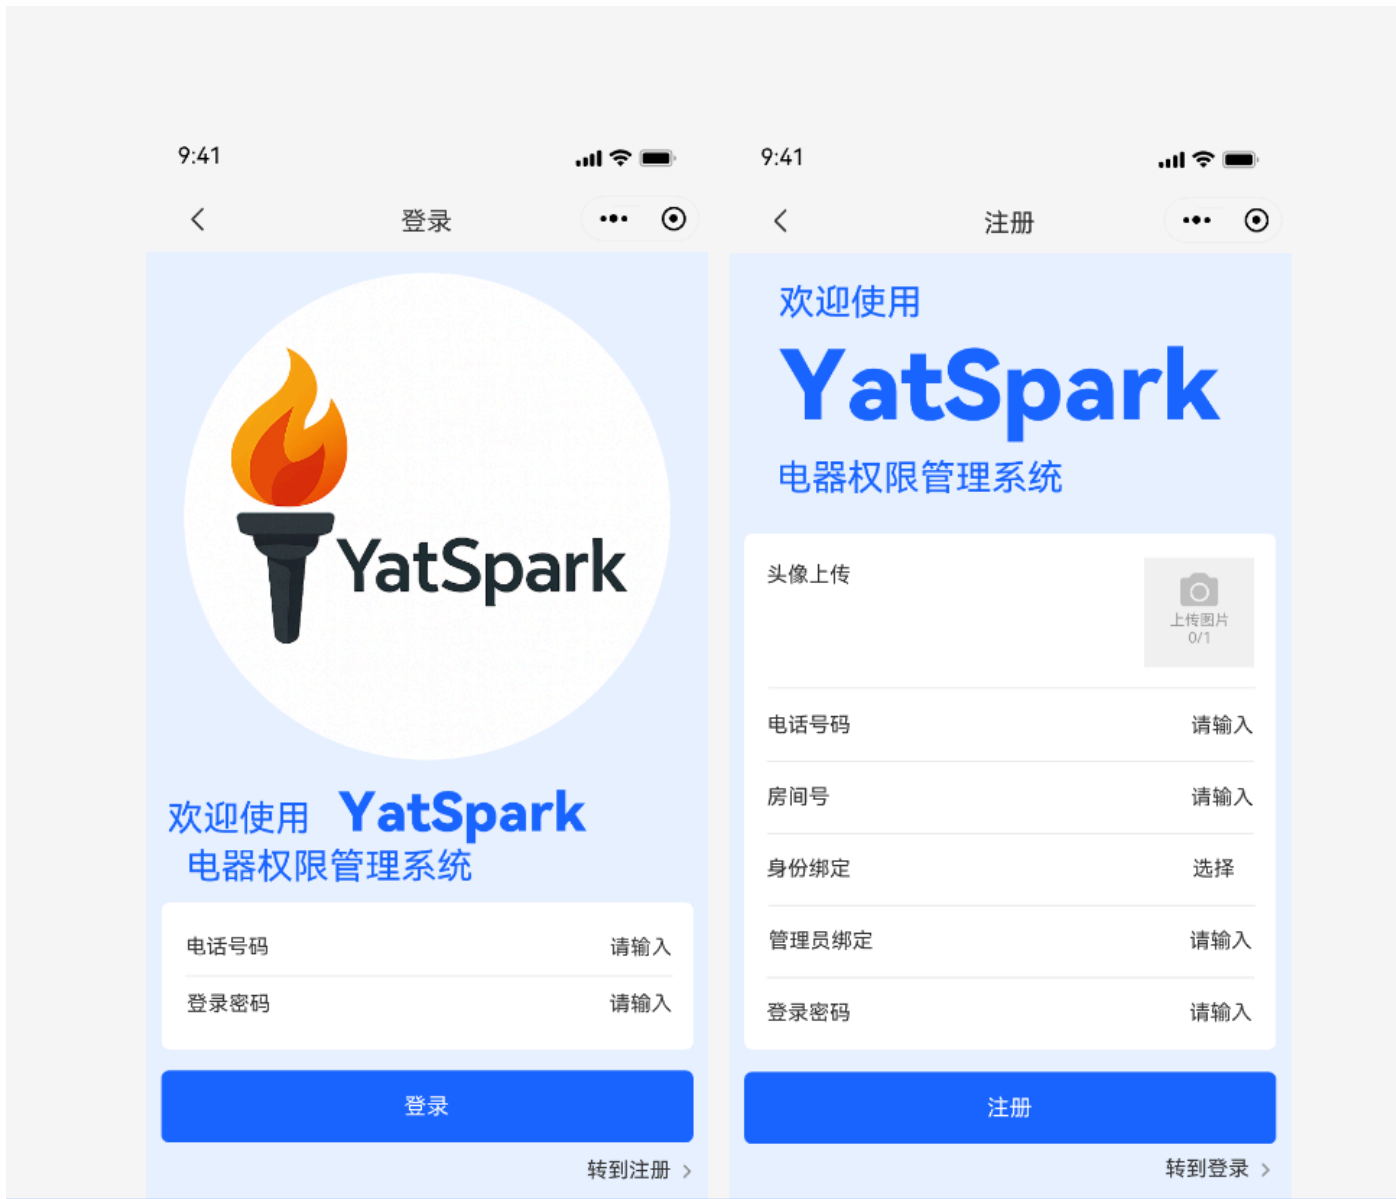 9:41
登录
YatSpark
欢迎使用 YatSpark
电器权限管理系统
电话号码 请输入
登录密码 请输入
登录
转到注册
9:41
注册
欢迎使用
YatSpark
电器权限管理系统
头像上传
上传图片
0/1
电话号码 请输入
房间号 请输入
身份绑定 选择
管理员绑定 请输入
登录密码 请输入
注册
转到登录